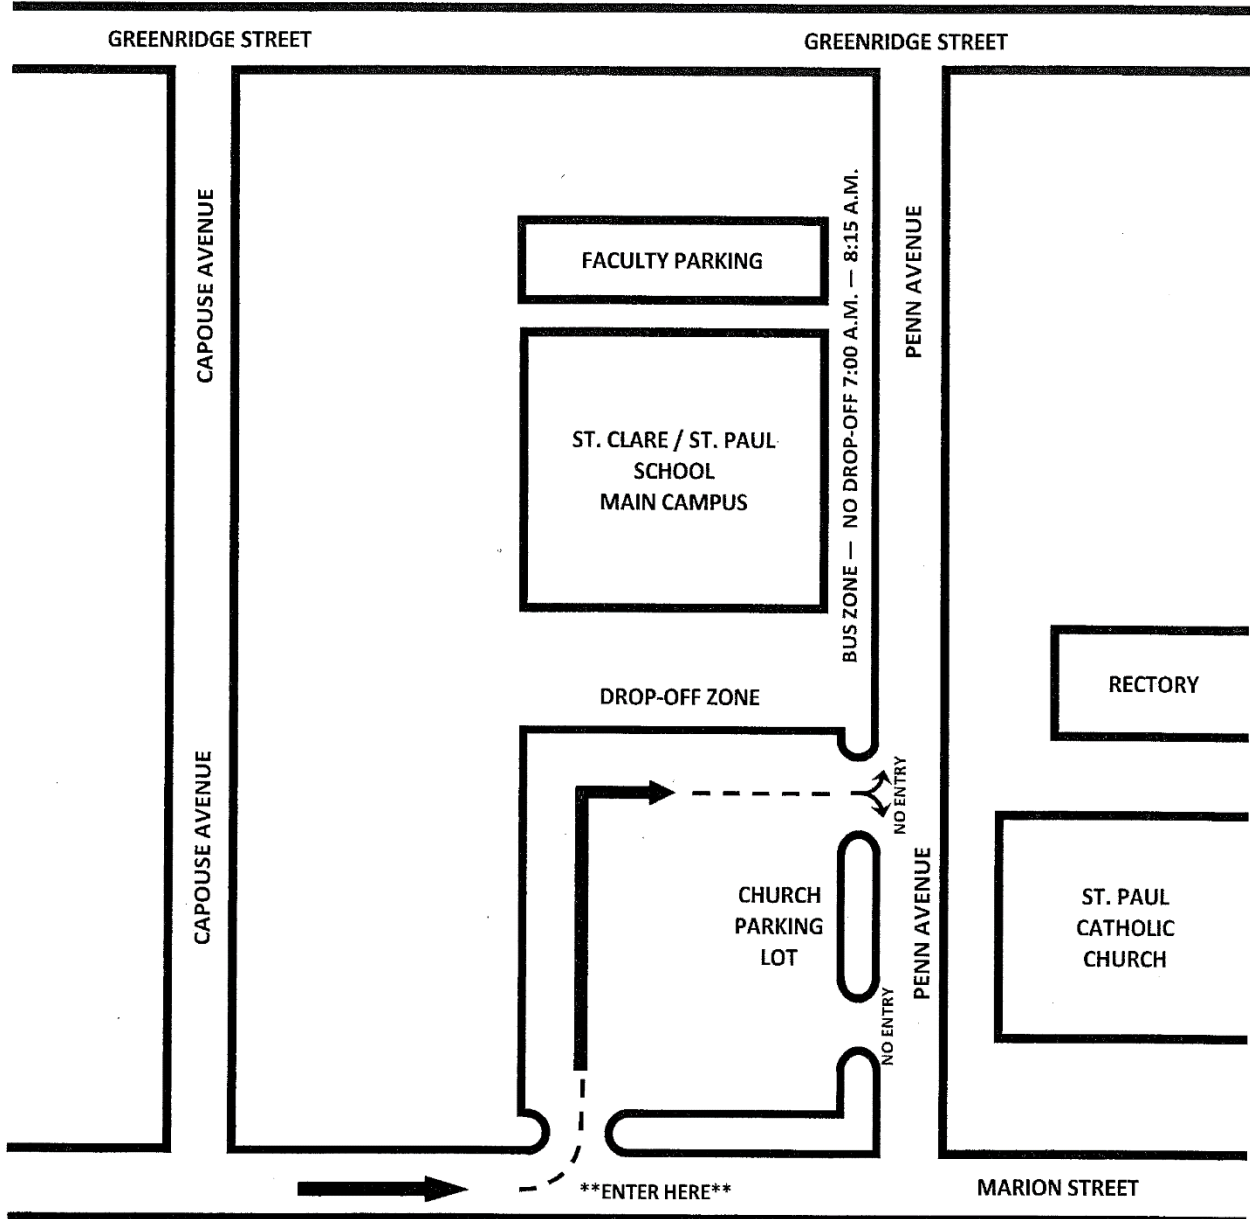 GREENRIDGE STREET
GREENRIDGE STREET
CAPOUSE AVENUE
FACULTY PARKING
BUS ZONE — NO DROP-OFF 7:00 A.M. — 8:15 A.M.
PENN AVENUE
ST. CLARE / ST. PAUL
SCHOOL
MAIN CAMPUS
DROP-OFF ZONE
RECTORY
CAPOUSE AVENUE
NO ENTRY
CHURCH
PARKING
LOT
PENN AVENUE
ST. PAUL
CATHOLIC
CHURCH
NO ENTRY
**ENTER HERE**
MARION STREET